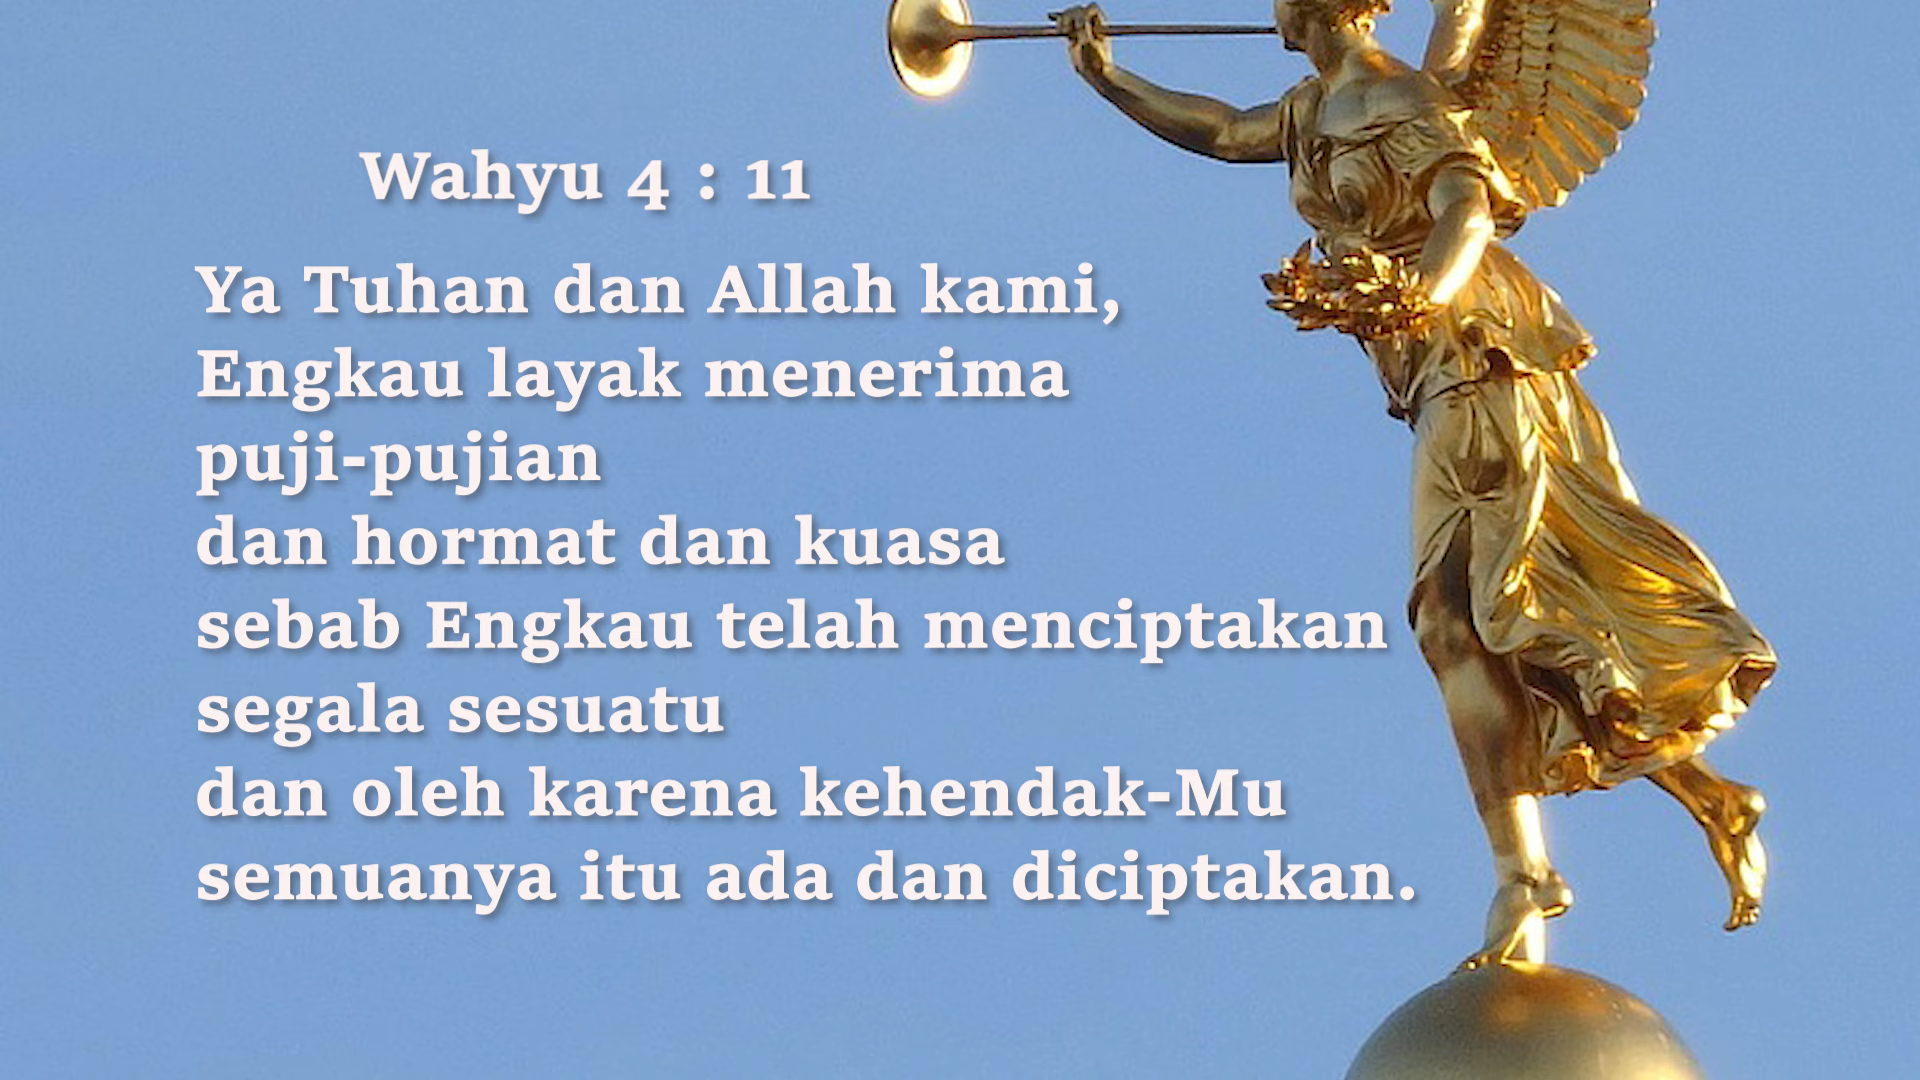 Wahyu 4 : 11
Ya Tuhan dan Allah kami,
Engkau layak menerima
puji-pujian
dan hormat dan kuasa
sebab Engkau telah menciptakan
segala sesuatu
dan oleh karena kehendak-Mu
semuanya itu ada dan diciptakan.